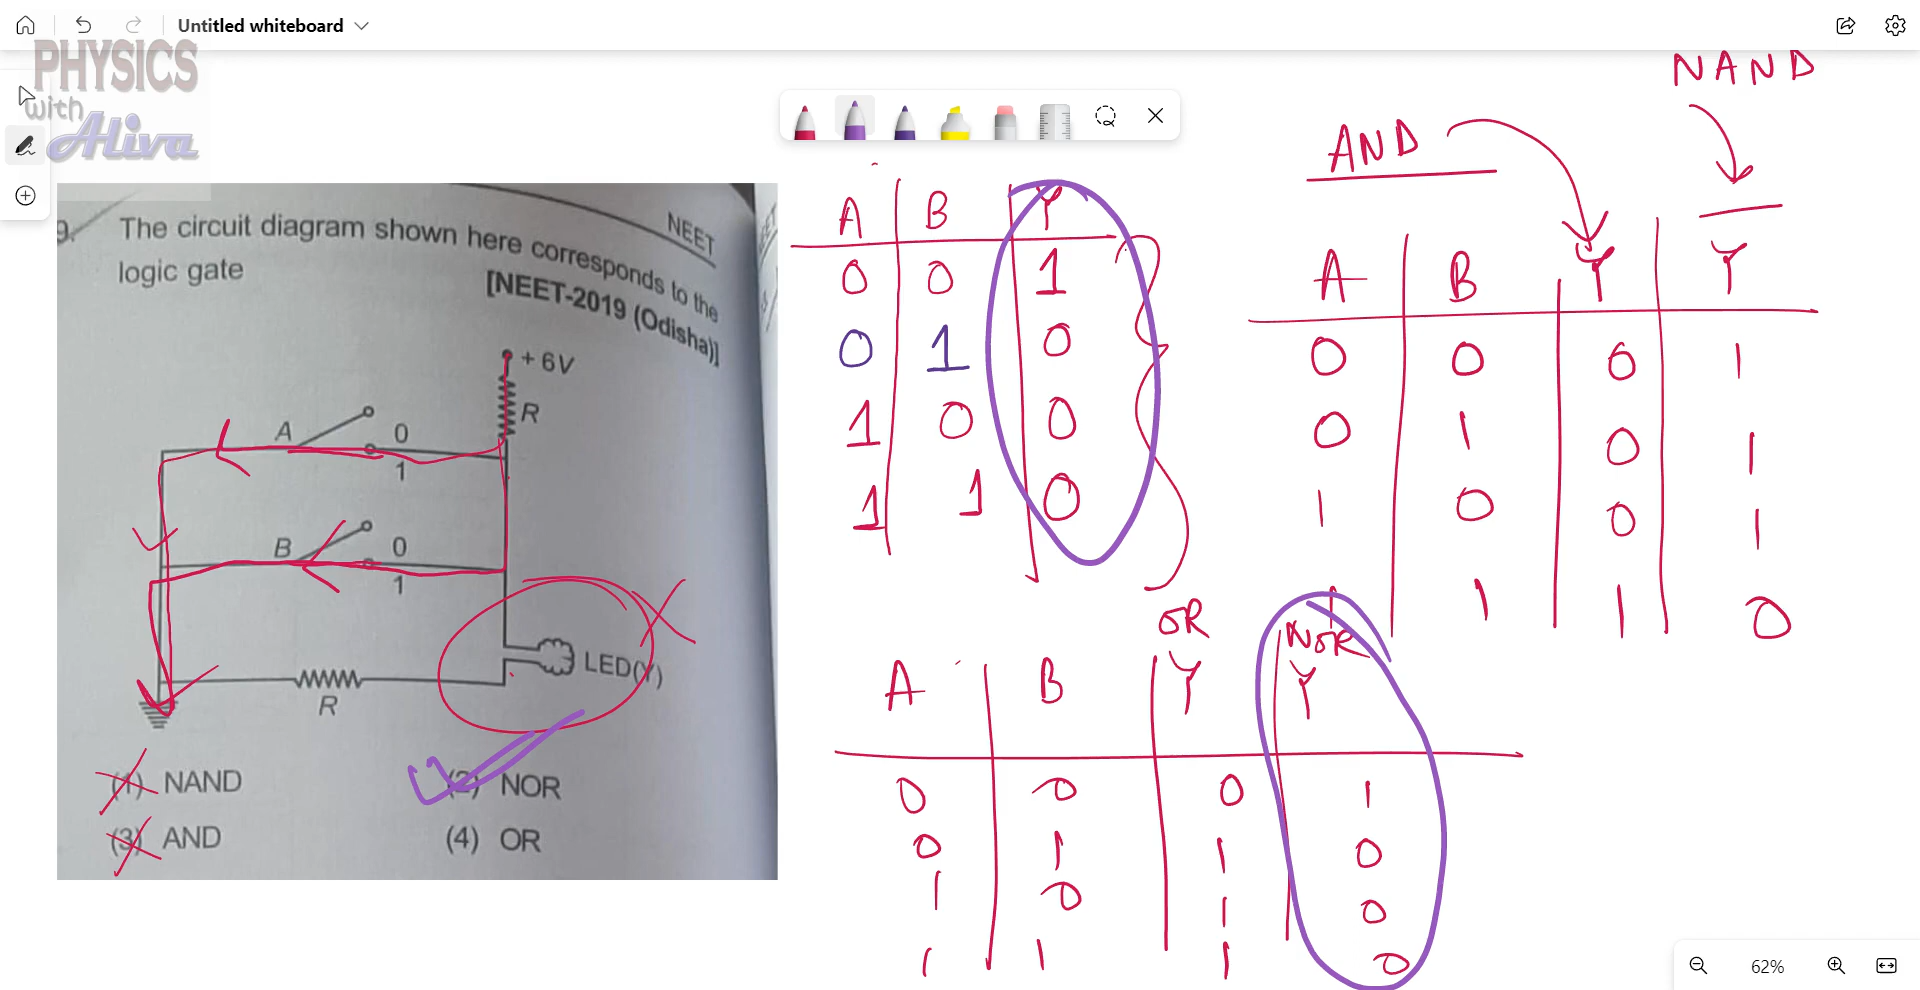 Untitled whiteboard
PHYSICS
with
Aliva
9. The circuit diagram shown here corresponds to the
logic gate
[NEET-2019 (Odisha)]
NEET
+ 6V
R
A
0
1
B
0
1
LED(Y)
R
(1) NAND
(2) NOR
(3) AND
(4) OR
A B Y
0 0 1
0 1 0
1 0 0
1 1 0
AND
NAND
A B Y Y
0 0 0 1
0 1 0 1
1 0 0 1
1 1 1 0
OR NOR
A B Y Y
0 0 0 1
0 1 1 0
1 0 1 0
1 1 1 0
62%